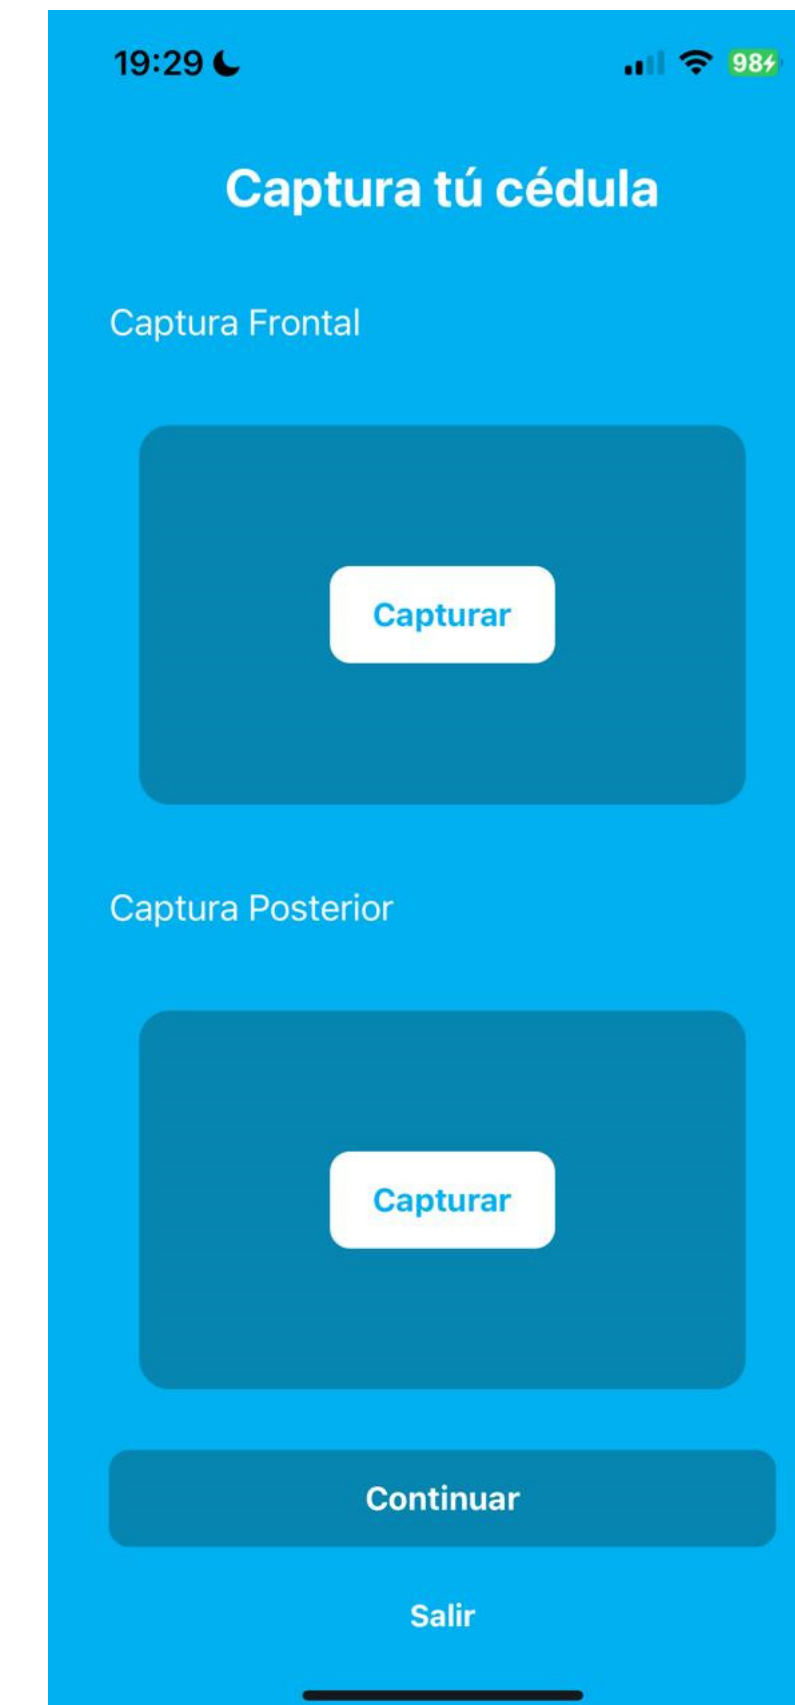 19:29
98
Captura tú cédula
Captura Frontal
Capturar
Captura Posterior
Capturar
Continuar
Salir